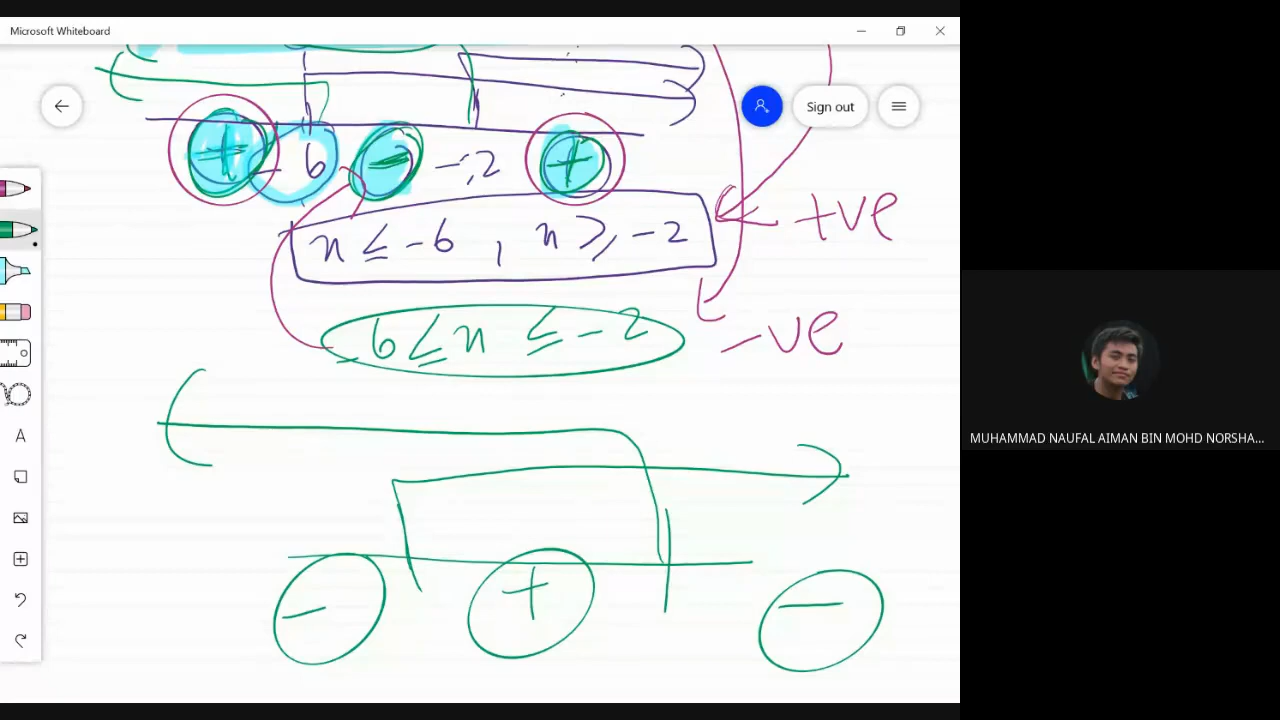 Microsoft Whiteboard
Sign out
+ -6 - -2 +
x ≤ -6 , x ≥ -2
+ve
-6 ≤ x ≤ -2
-ve
MUHAMMAD NAUFAL AIMAN BIN MOHD NORSHA...
- + -
A